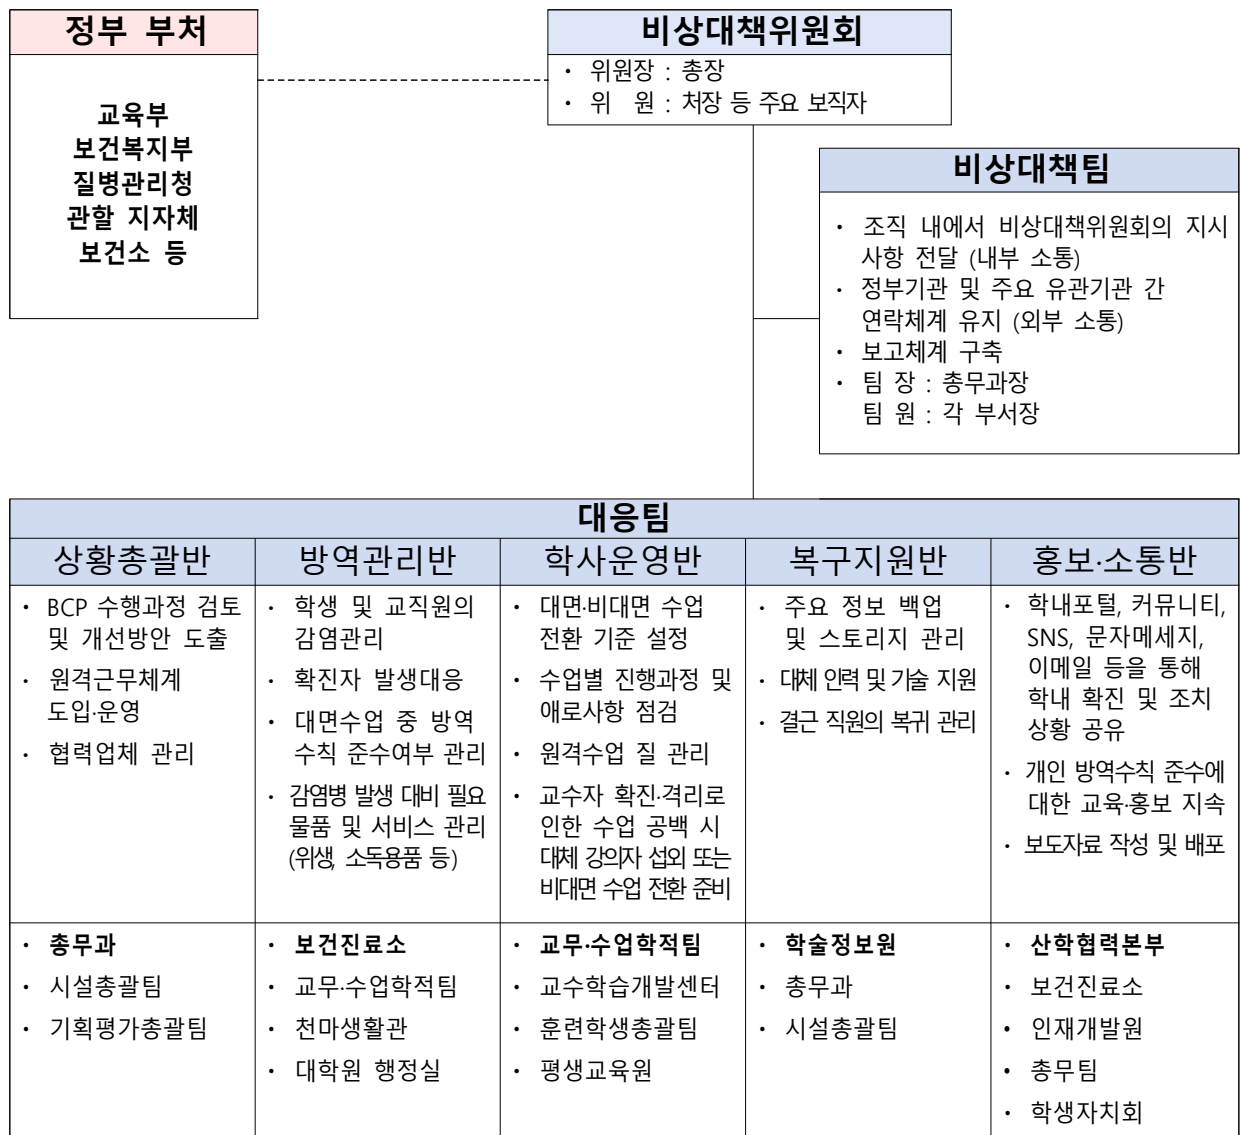 정부 부처
교육부
보건복지부
질병관리청
관할 지자체
보건소 등
비상대책위원회
· 위원장 : 총장
· 위 원 : 처장 등 주요 보직자
비상대책팀
· 조직 내에서 비상대책위원회의 지시
사항 전달 (내부 소통)
· 정부기관 및 주요 유관기관 간
연락체계 유지 (외부 소통)
· 보고체계 구축
· 팀 장 : 총무과장
팀 원 : 각 부서장
대응팀
상황총괄반
· BCP 수행과정 검토
및 개선방안 도출
· 원격근무체계
도입·운영
· 협력업체 관리
· 총무과
· 시설총괄팀
· 기획평가총괄팀
방역관리반
· 학생 및 교직원의
감염관리
· 확진자 발생대응
· 대면수업 중 방역
수칙 준수여부 관리
· 감염병 발생 대비 필요
물품 및 서비스 관리
(위생, 소독용품 등)
· 보건진료소
· 교무·수업학적팀
· 천마생활관
· 대학원 행정실
학사운영반
· 대면·비대면 수업
전환 기준 설정
· 수업별 진행과정 및
애로사항 점검
· 원격수업 질 관리
· 교수자 확진·격리로
인한 수업 공백 시
대체 강의자 섭외 또는
비대면 수업 전환 준비
· 교무·수업학적팀
· 교수학습개발센터
· 훈련학생총괄팀
· 평생교육원
복구지원반
· 주요 정보 백업
및 스토리지 관리
· 대체 인력 및 기술 지원
· 결근 직원의 복귀 관리
· 학술정보원
· 총무과
· 시설총괄팀
홍보·소통반
· 학내포털, 커뮤니티,
SNS, 문자메세지,
이메일 등을 통해
학내 확진 및 조치
상황 공유
· 개인 방역수칙 준수에
대한 교육·홍보 지속
· 보도자료 작성 및 배포
· 산학협력본부
· 보건진료소
· 인재개발원
· 총무팀
· 학생자치회